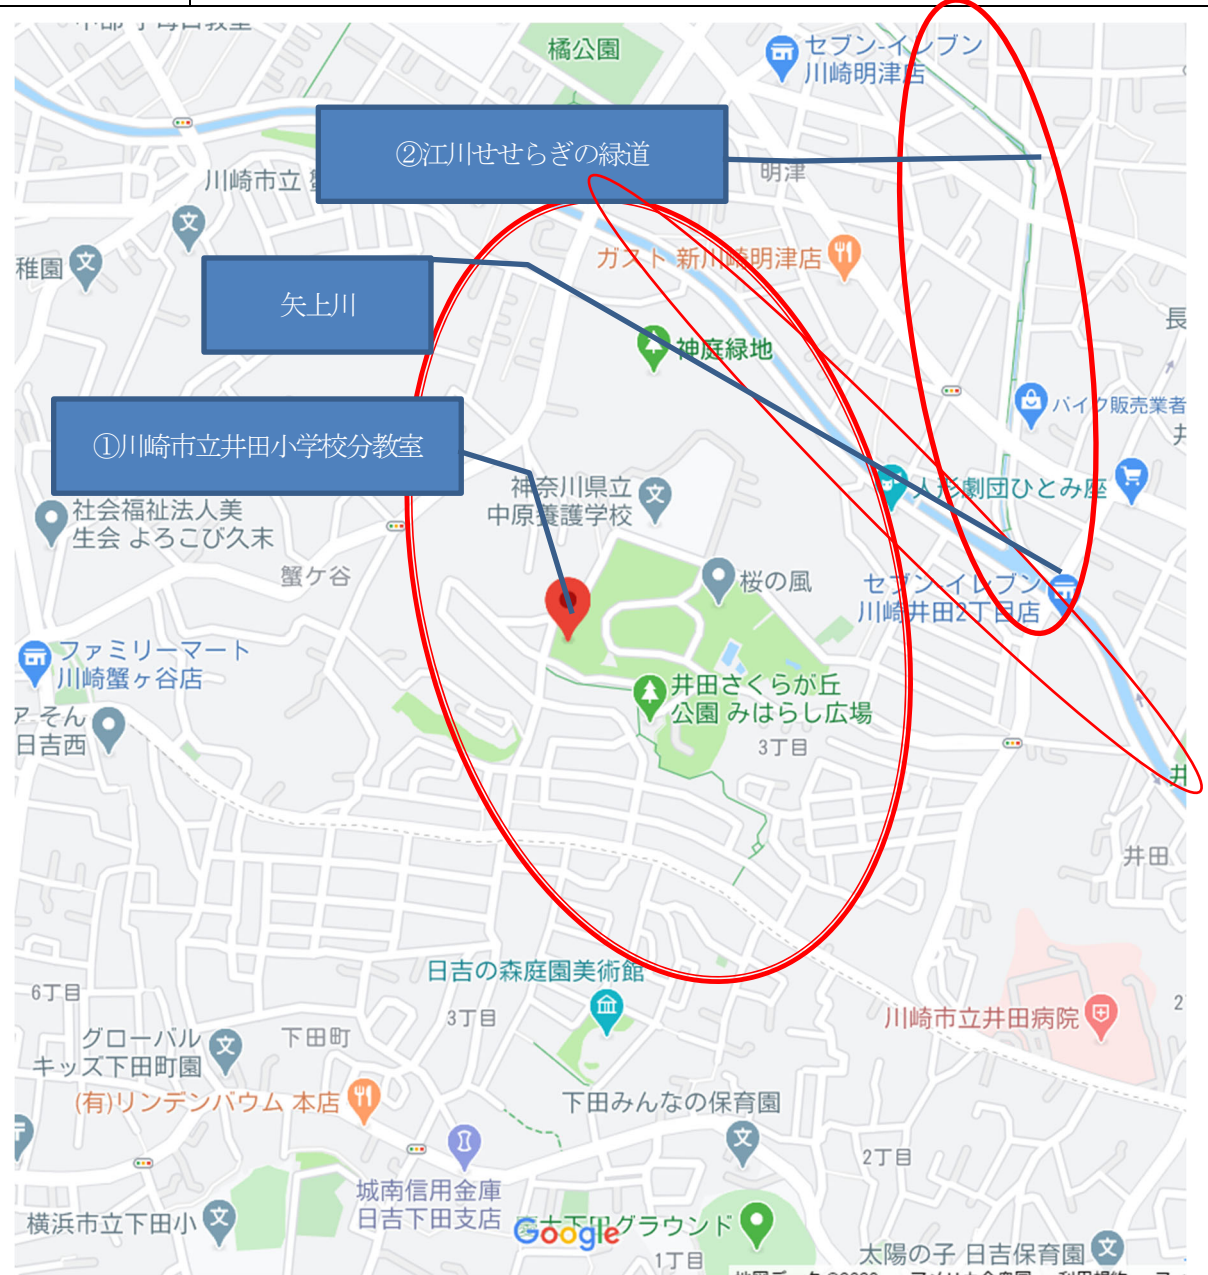 橘公園
セブン-イレブン
川崎明津店
②江川せせらぎの緑道
明津
川崎市立
ガスト 新川崎明津店
稚園
矢上川
長
神庭緑地
バイク販売業者
井
①川崎市立井田小学校分教室
神奈川県立
中原養護学校
人形劇団ひとみ座
社会福祉法人美
生会 よろこび久末
蟹ケ谷
桜の風
セブン-イレブン
川崎井田2丁目店
ファミリーマート
川崎蟹ヶ谷店
井田さくらが丘
公園 みはらし広場
ア-そん
日吉西
3丁目
井
井田
日吉の森庭園美術館
6丁目
3丁目
川崎市立井田病院
2
グローバル
キッズ下田町園
下田町
(有)リンデンバウム 本店
下田みんなの保育園
2丁目
城南信用金庫
日吉下田支店
横浜市立下田小
Google
グラウンド
1丁目
太陽の子 日吉保育園